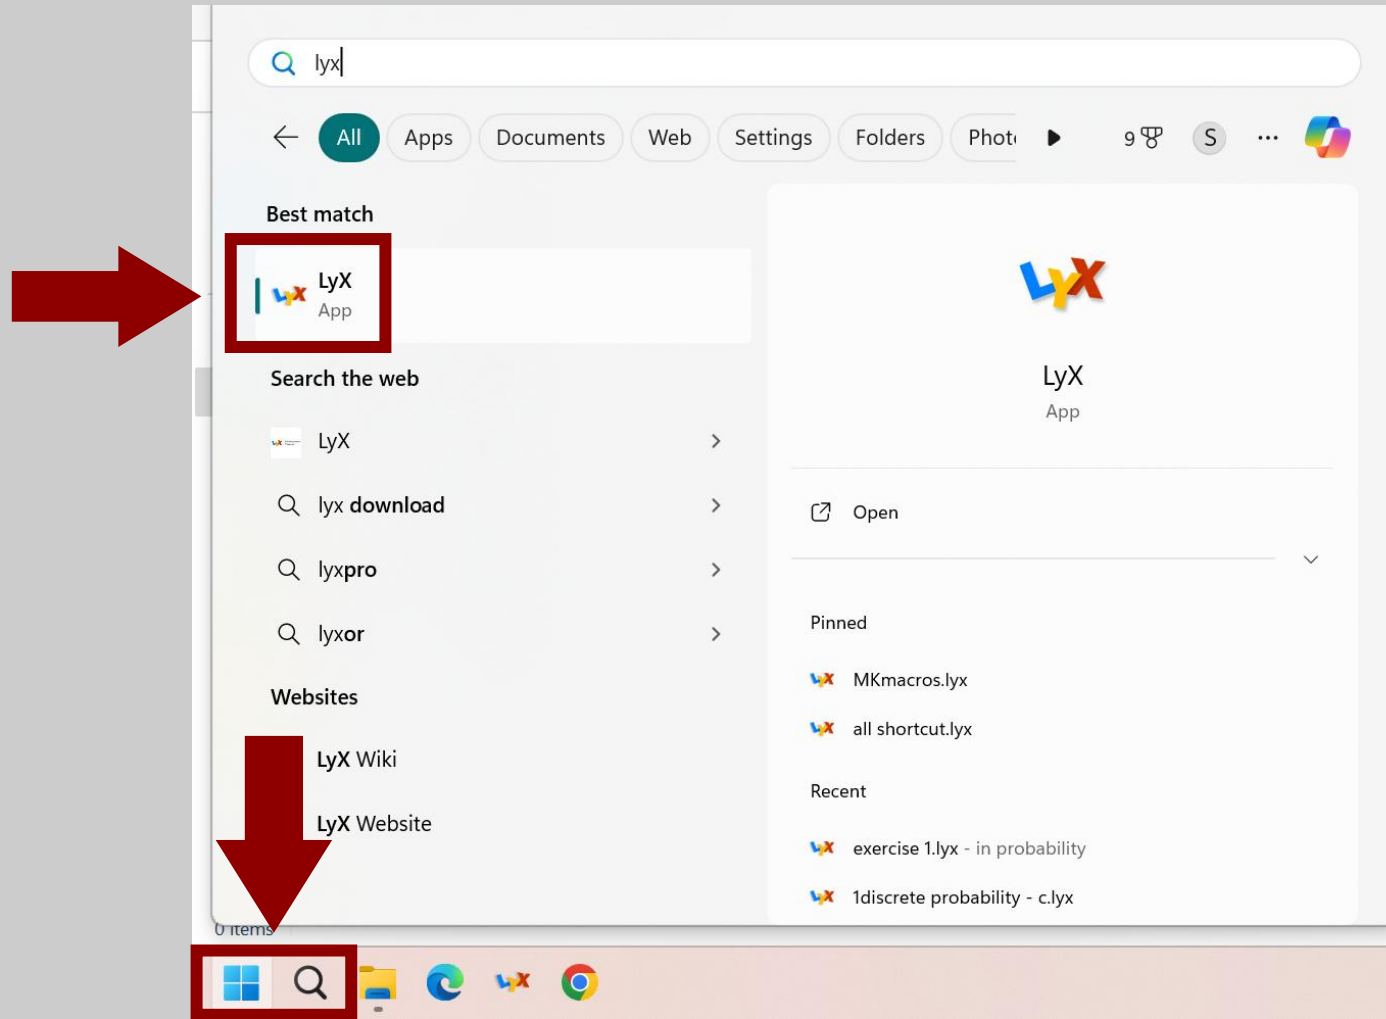 lyx
All Apps Documents Web Settings Folders Phot 9 S ...
Best match
LyX
App
Search the web
LyX
lyx download
lyxpro
lyxor
Websites
LyX Wiki
LyX Website
LyX
LyX
App
Open
Pinned
MKmacros.lyx
all shortcut.lyx
Recent
exercise 1.lyx - in probability
1discrete probability - c.lyx
0 items